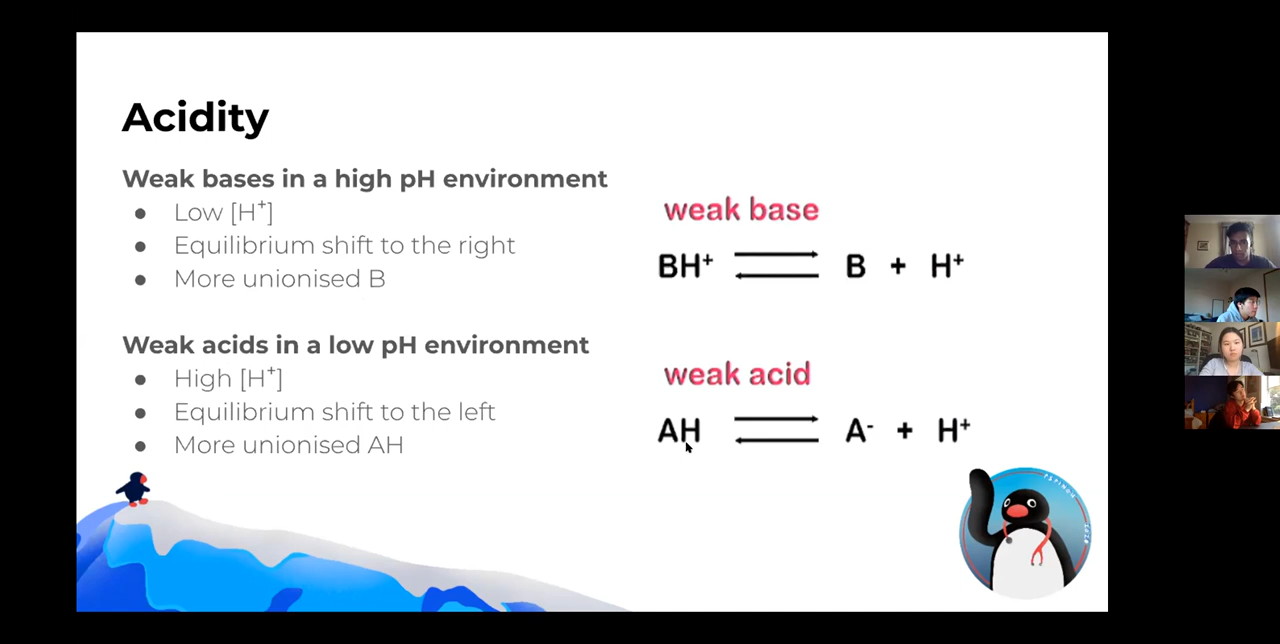 Acidity
Weak bases in a high pH environment
● Low [H⁺]
● Equilibrium shift to the right
● More unionised B
weak base
BH⁺ ⇌ B + H⁺
Weak acids in a low pH environment
● High [H⁺]
● Equilibrium shift to the left
● More unionised AH
weak acid
AH ⇌ A⁻ + H⁺